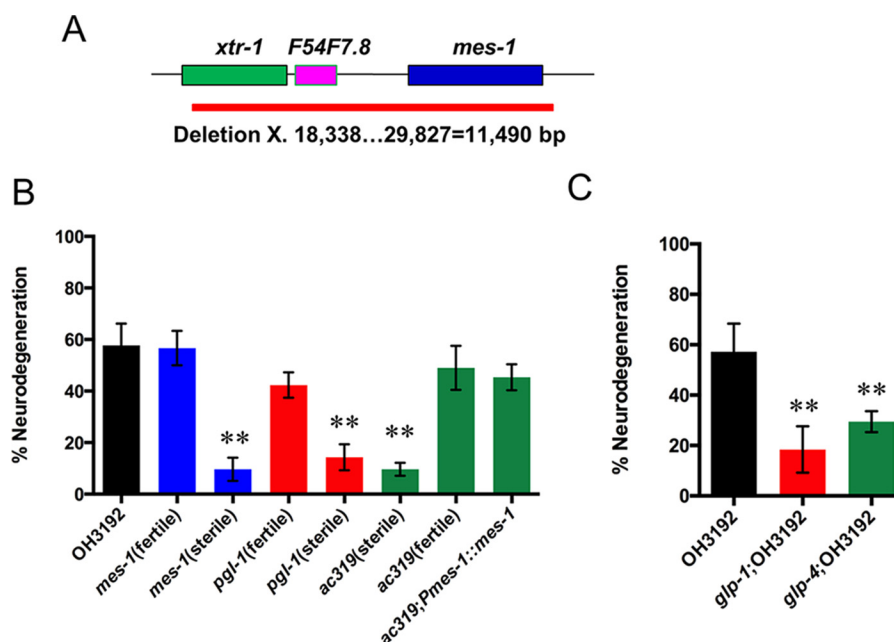 A
xtr-1 F54F7.8 mes-1
Deletion X. 18,338...29,827=11,490 bp
B
% Neurodegeneration
100
80
60
40
20
0
** ** **
OH3192
mes-1(fertile)
mes-1(sterile)
pgl-1(fertile)
pgl-1(sterile)
ac319(sterile)
ac319(fertile)
ac319;Pmes-1::mes-1
C
% Neurodegeneration
100
80
60
40
20
0
** **
OH3192
glp-1;OH3192
glp-4;OH3192